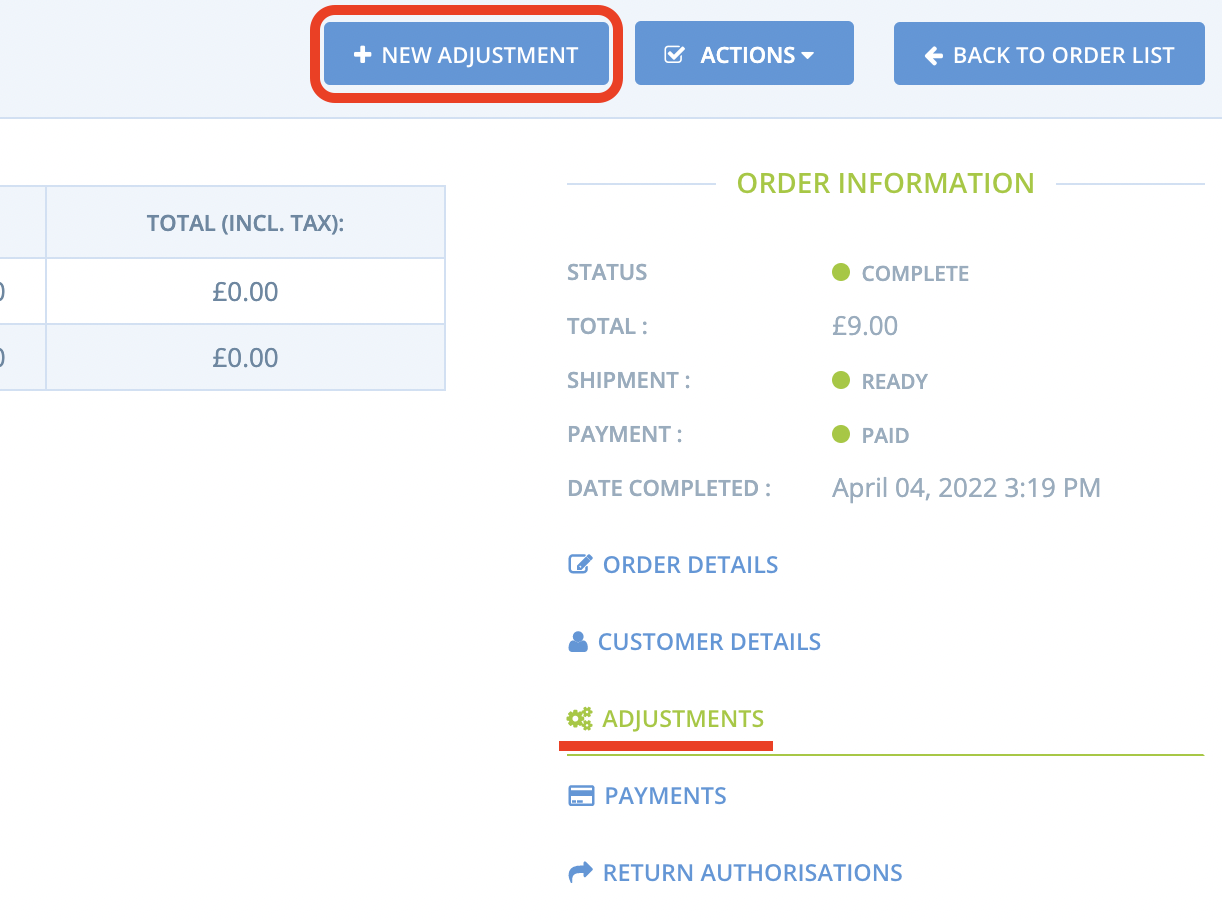 NEW ADJUSTMENT
ACTIONS
BACK TO ORDER LIST
TOTAL (INCL. TAX):
£0.00
£0.00
ORDER INFORMATION
STATUS COMPLETE
TOTAL : £9.00
SHIPMENT : READY
PAYMENT : PAID
DATE COMPLETED : April 04, 2022 3:19 PM
ORDER DETAILS
CUSTOMER DETAILS
ADJUSTMENTS
PAYMENTS
RETURN AUTHORISATIONS